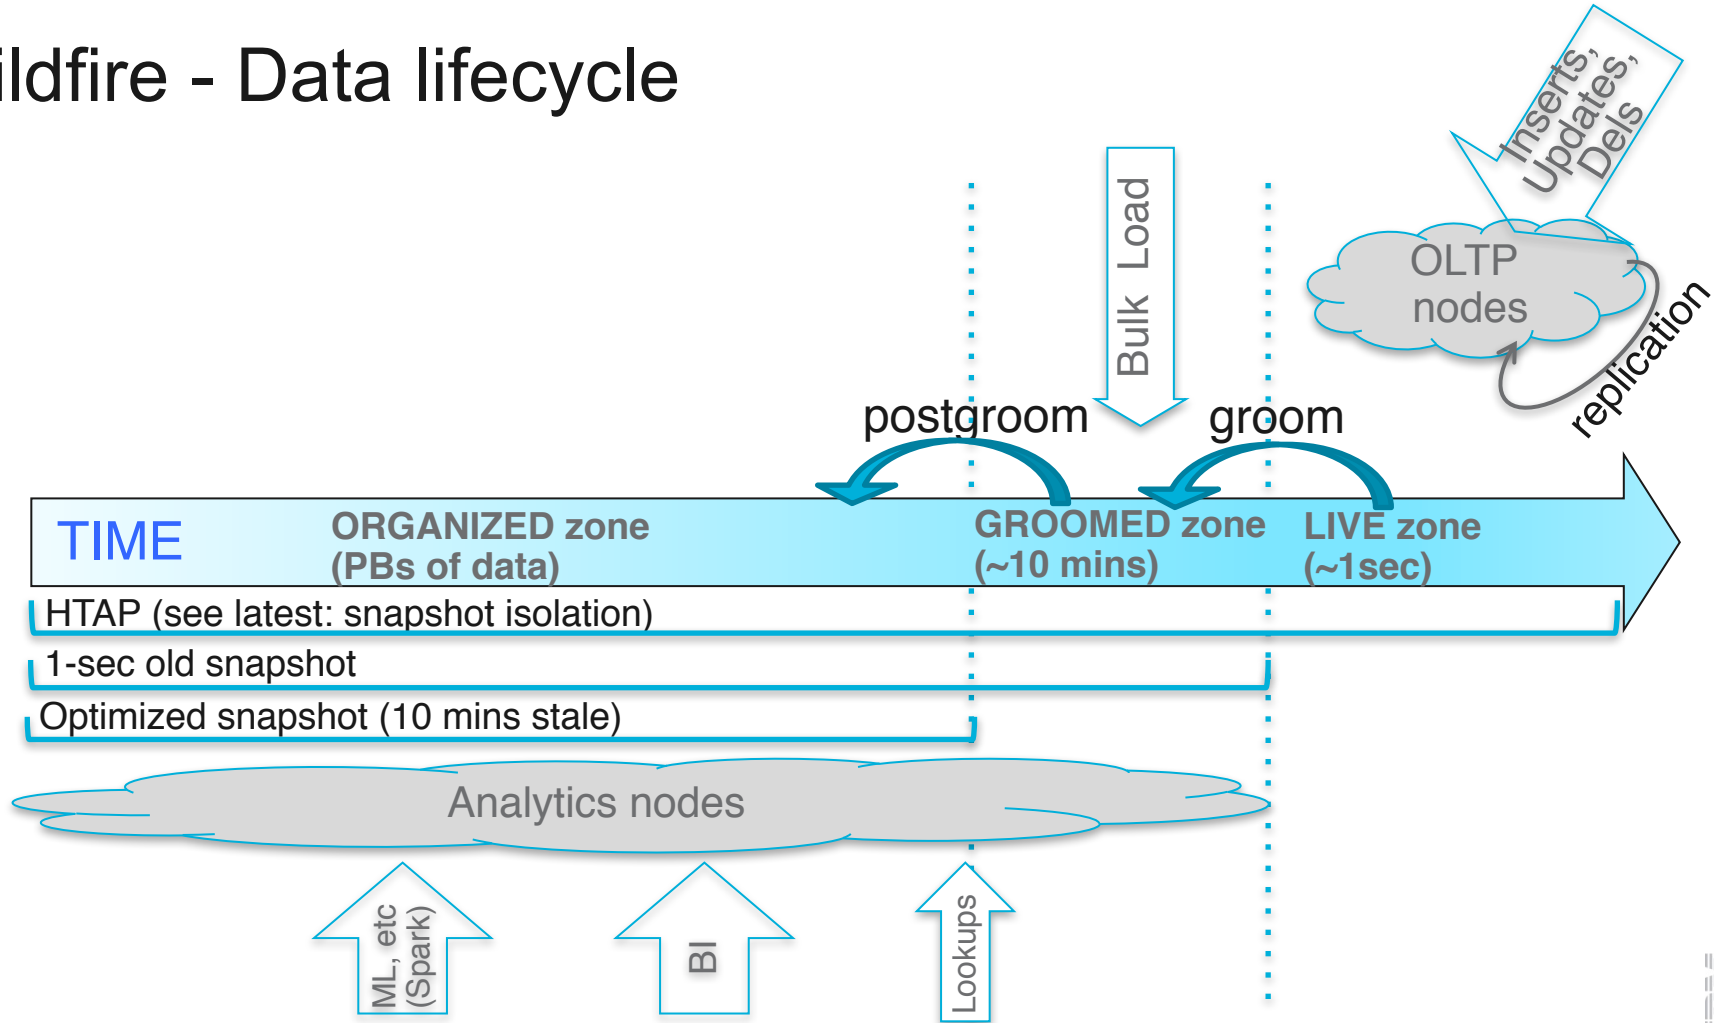 ildfire - Data lifecycle
Inserts,
Updates,
Dels
Bulk Load
OLTP
nodes
replication
postgroom
groom
TIME
ORGANIZED zone
(PBs of data)
GROOMED zone
(~10 mins)
LIVE zone
(~1sec)
HTAP (see latest: snapshot isolation)
1-sec old snapshot
Optimized snapshot (10 mins stale)
Analytics nodes
ML, etc
(Spark)
BI
Lookups